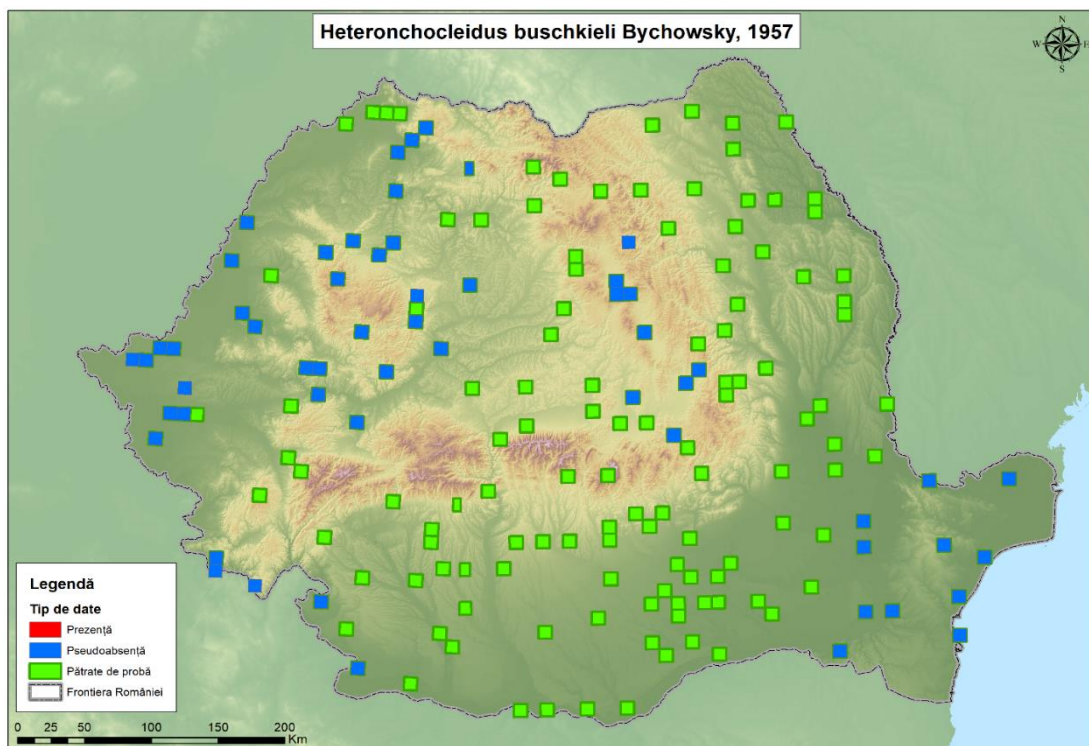 Heteronchocleidus buschkieli Bychowsky, 1957
N
W E
S
Legendă
Tip de date
Prezență
Pseudoabsență
Pătrate de probă
Frontiera României
0 25 50 100 150 200
Km